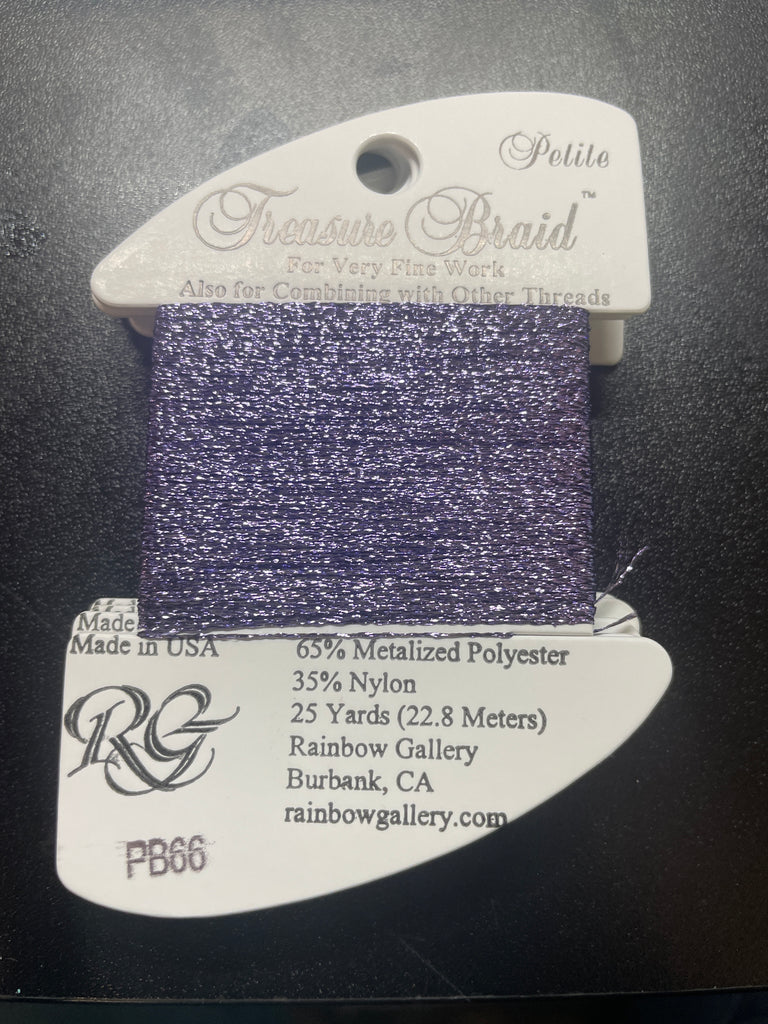 Petite
Treasure Braid™
For Very Fine Work
Also for Combining with Other Threads
Made
Made in USA
65% Metalized Polyester
35% Nylon
25 Yards (22.8 Meters)
Rainbow Gallery
Burbank, CA
rainbowgallery.com
RG
PB66